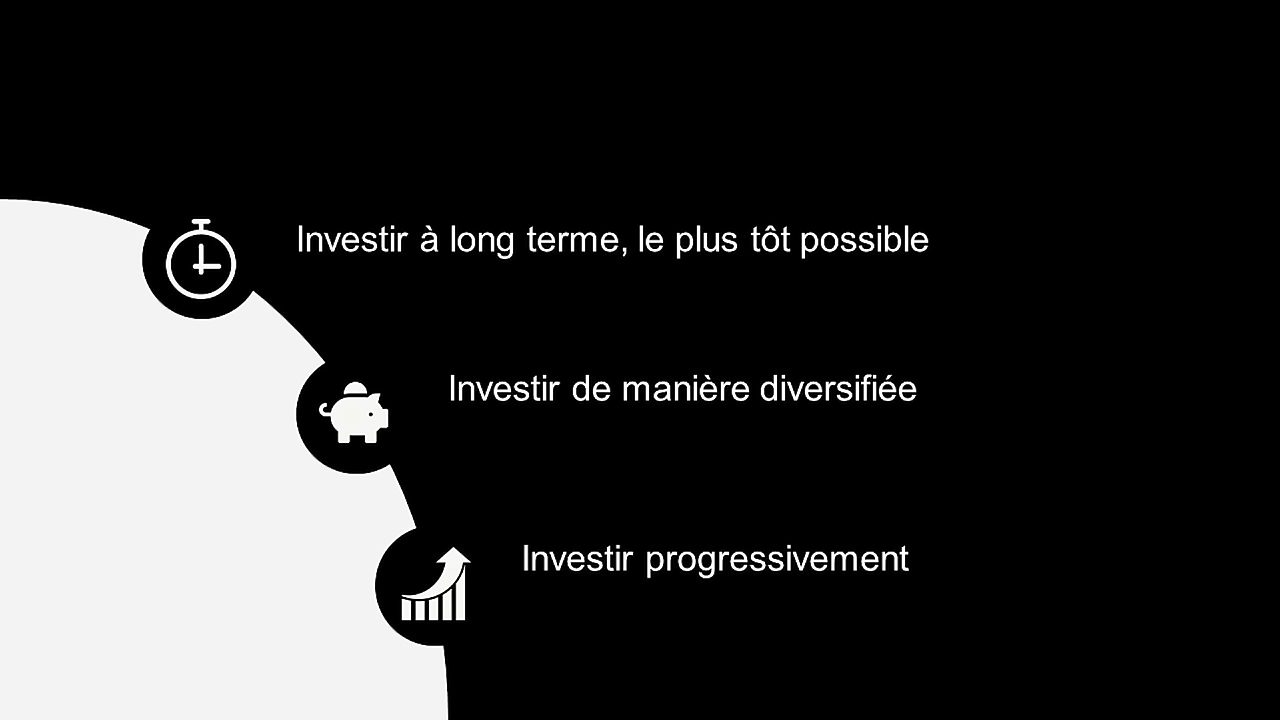 Investir à long terme, le plus tôt possible
Investir de manière diversifiée
Investir progressivement